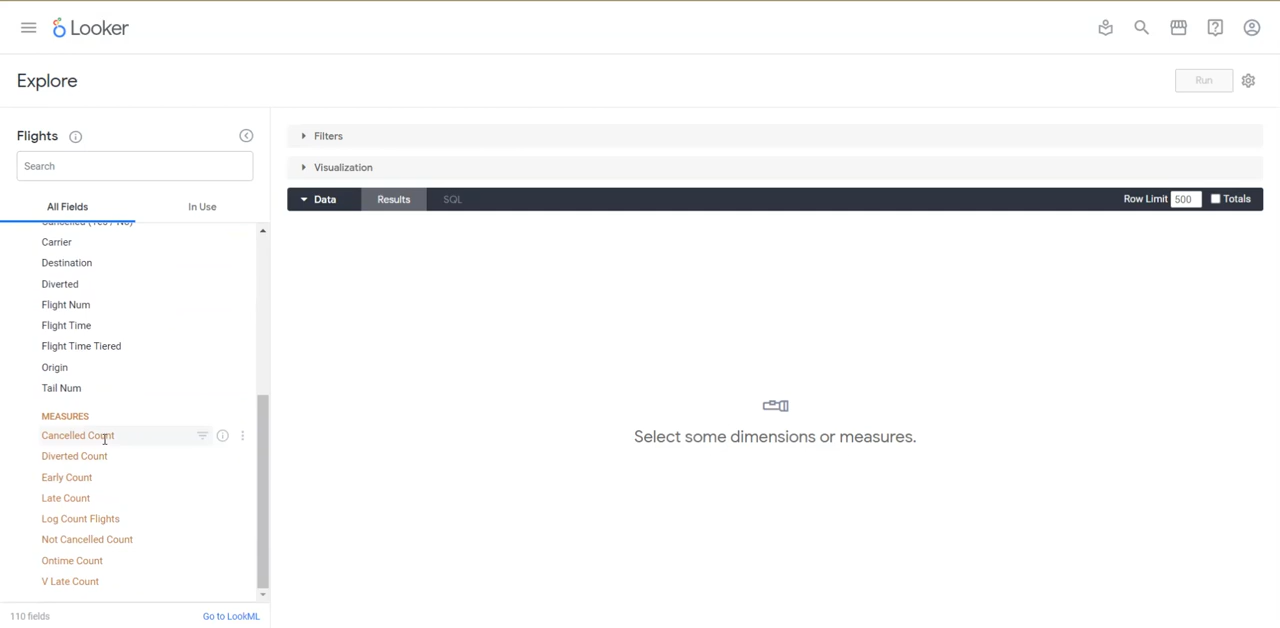 Looker
Explore
Run
Flights
Search
All Fields
In Use
Cancelled (Yes / No)
Carrier
Destination
Diverted
Flight Num
Flight Time
Flight Time Tiered
Origin
Tail Num
MEASURES
Cancelled Count
Diverted Count
Early Count
Late Count
Log Count Flights
Not Cancelled Count
Ontime Count
V Late Count
110 fields
Go to LookML
Filters
Visualization
Data Results SQL Row Limit 500 Totals
Select some dimensions or measures.